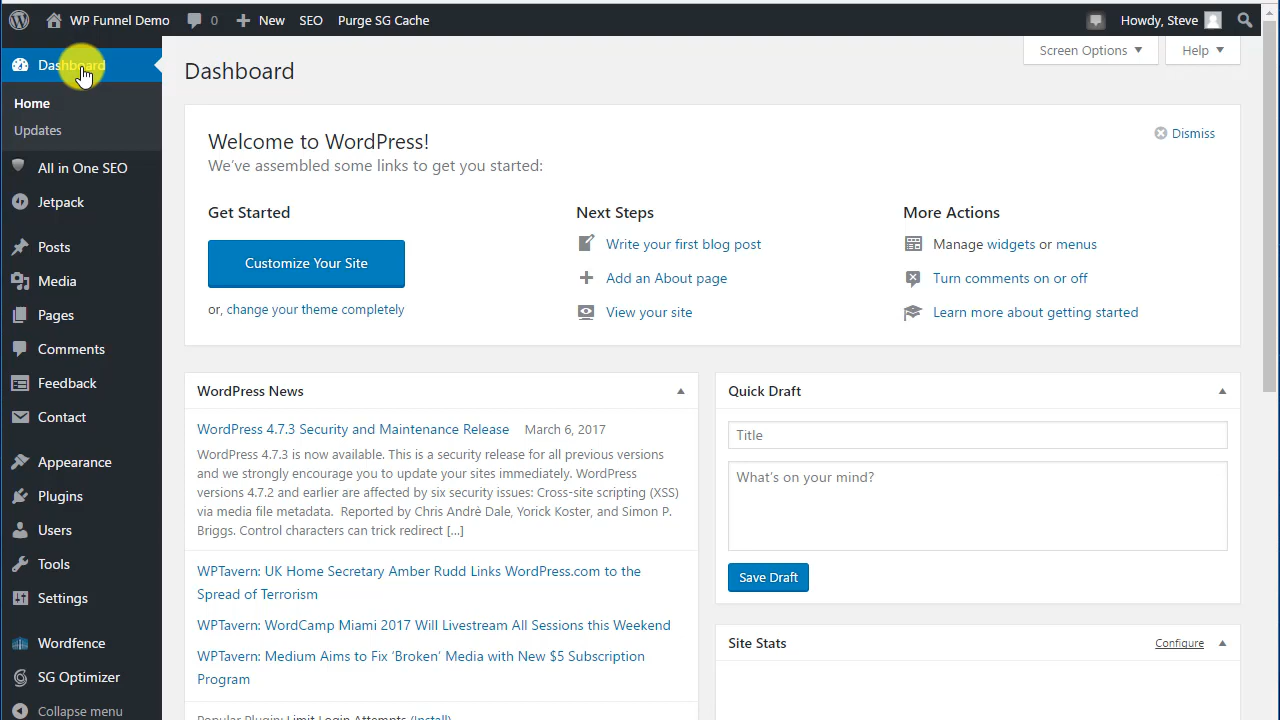 WP Funnel Demo 0 New SEO Purge SG Cache Howdy, Steve
Dashboard
Home
Updates
All in One SEO
Jetpack
Posts
Media
Pages
Comments
Feedback
Contact
Appearance
Plugins
Users
Tools
Settings
Wordfence
SG Optimizer
Collapse menu
Screen Options Help
Dashboard
Welcome to WordPress!
Dismiss
We've assembled some links to get you started:
Get Started
Customize Your Site
or, change your theme completely
Next Steps
Write your first blog post
Add an About page
View your site
More Actions
Manage widgets or menus
Turn comments on or off
Learn more about getting started
WordPress News
WordPress 4.7.3 Security and Maintenance Release March 6, 2017
WordPress 4.7.3 is now available. This is a security release for all previous versions
and we strongly encourage you to update your sites immediately. WordPress
versions 4.7.2 and earlier are affected by six security issues: Cross-site scripting (XSS)
via media file metadata. Reported by Chris Andrè Dale, Yorick Koster, and Simon P.
Briggs. Control characters can trick redirect [...]
WPTavern: UK Home Secretary Amber Rudd Links WordPress.com to the
Spread of Terrorism
WPTavern: WordCamp Miami 2017 Will Livestream All Sessions this Weekend
WPTavern: Medium Aims to Fix 'Broken' Media with New $5 Subscription
Program
Popular Plugin: Limit Login Attempts (Install)
Quick Draft
Title
What's on your mind?
Save Draft
Site Stats Configure